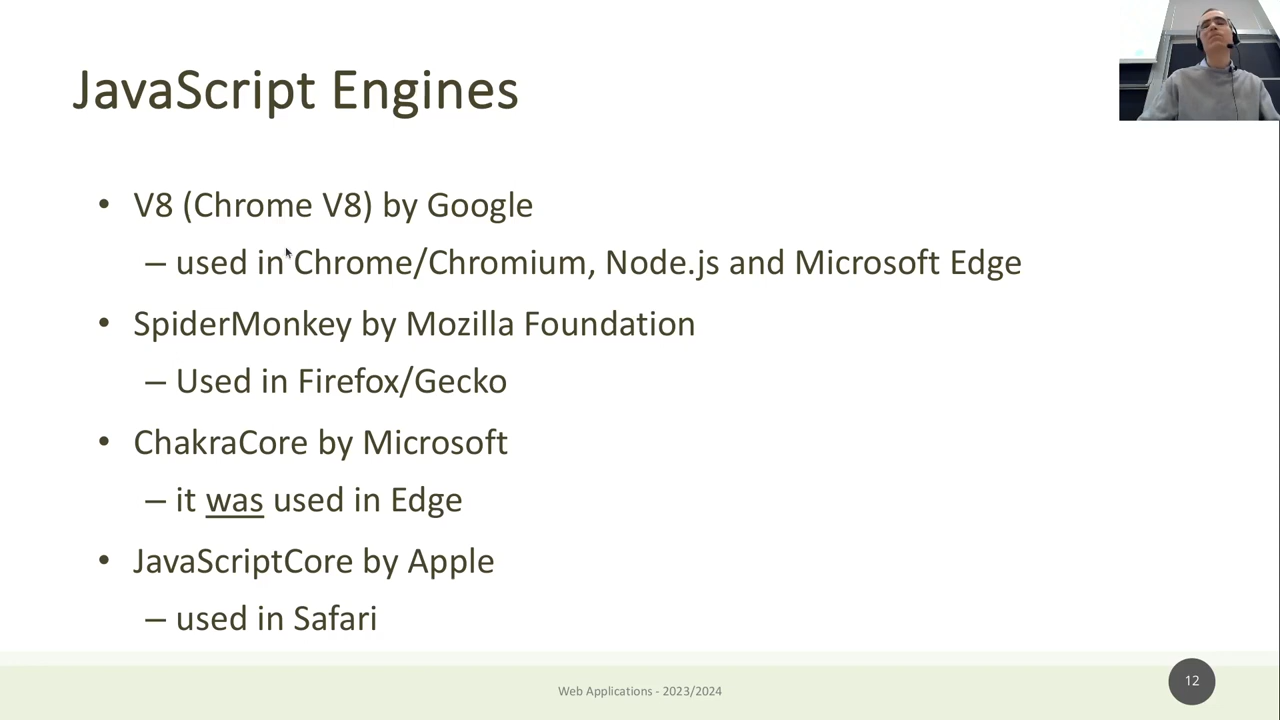 JavaScript Engines
• V8 (Chrome V8) by Google
– used in Chrome/Chromium, Node.js and Microsoft Edge
• SpiderMonkey by Mozilla Foundation
– Used in Firefox/Gecko
• ChakraCore by Microsoft
– it was used in Edge
• JavaScriptCore by Apple
– used in Safari
Web Applications - 2023/2024
12